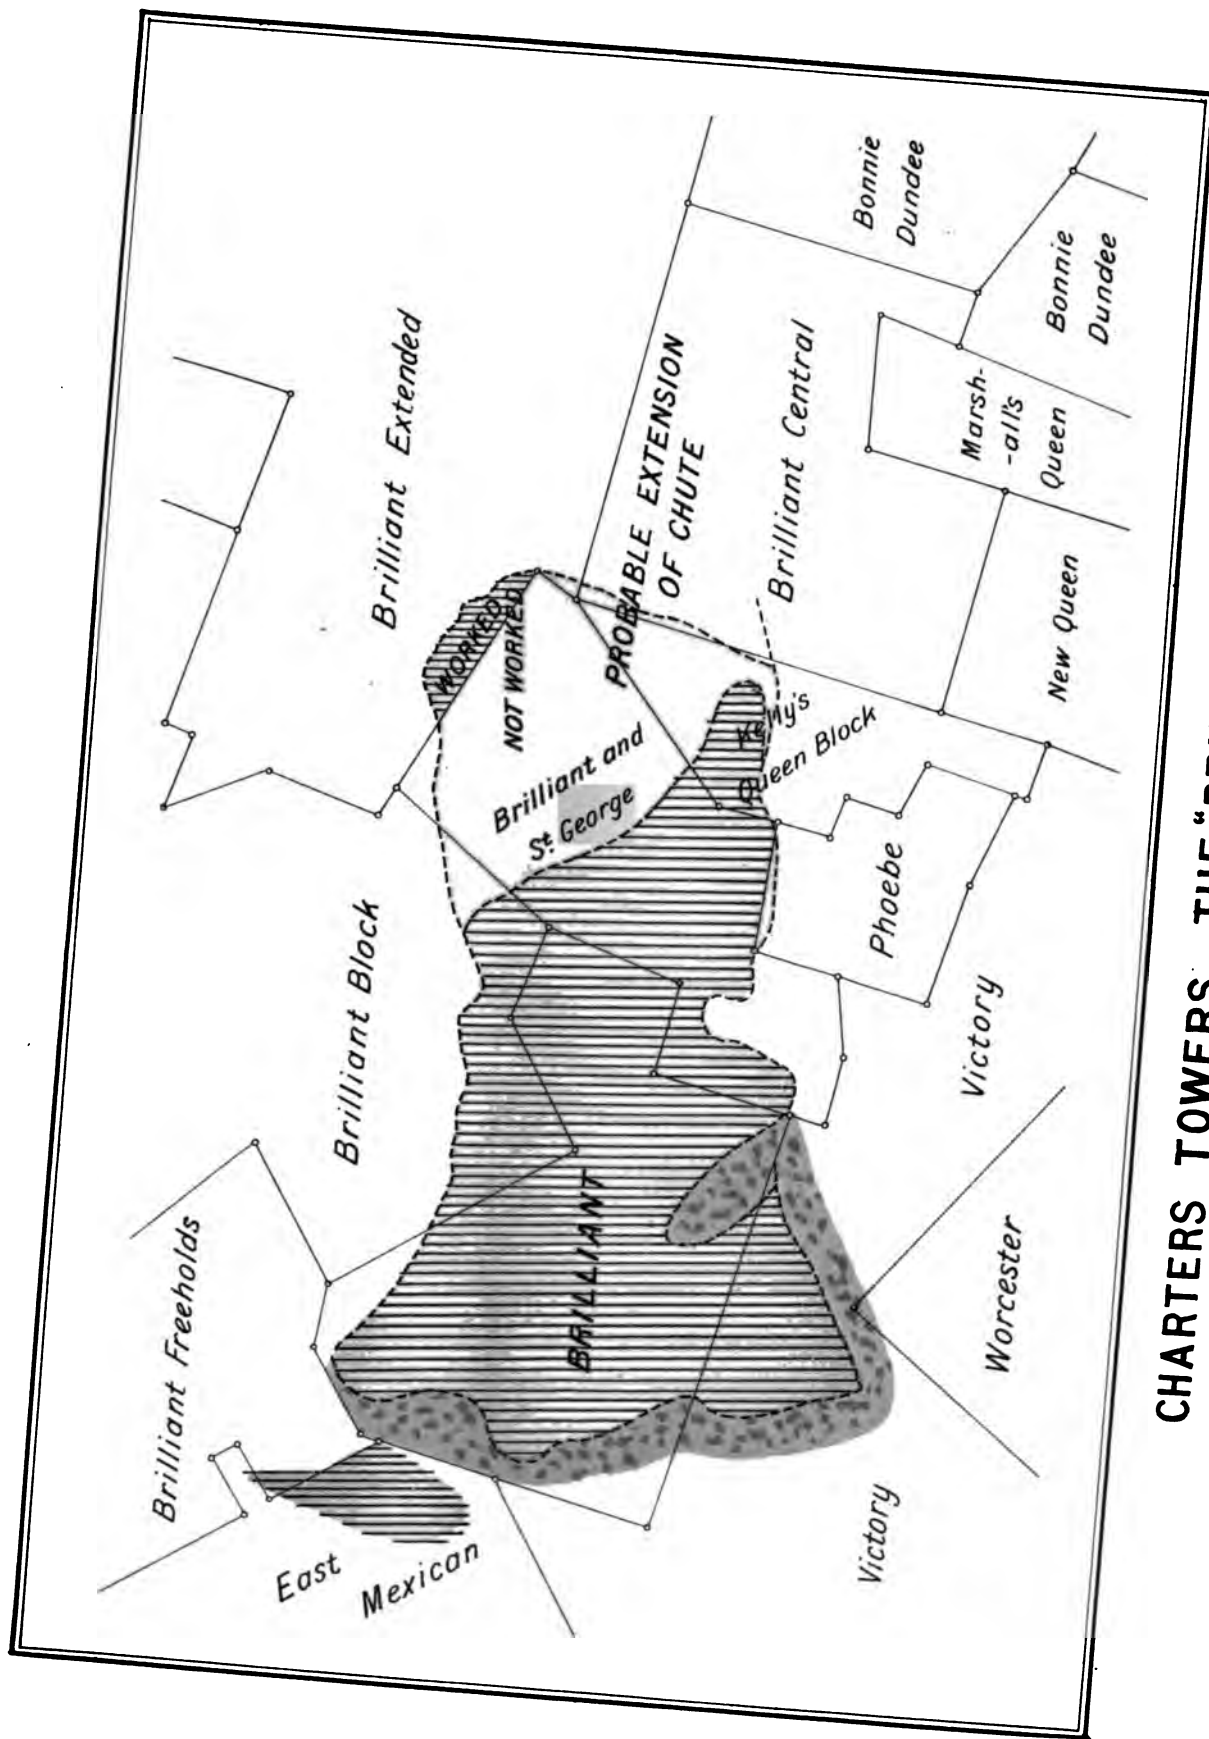 Brilliant Freeholds
East
Mexican
Brilliant Block
Brilliant Extended
WORKED
NOT WORKED
Brilliant and
St. George
BRILLIANT
PROBABLE EXTENSION
OF CHUTE
Kelly's
Queen Block
Brilliant Central
Bonnie
Dundee
Bonnie
Dundee
Marsh-
-all's
Queen
New Queen
Phoebe
Victory
Worcester
Victory
CHARTERS TOWERS. THE